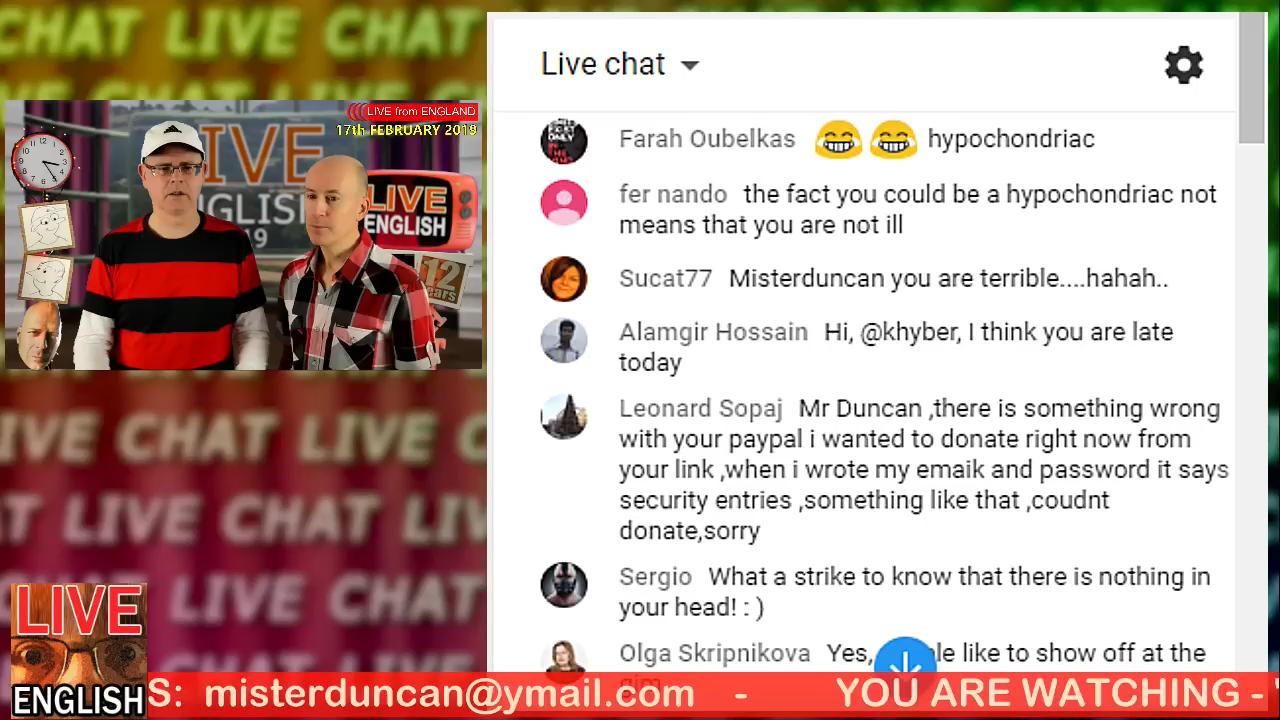 CHAT LIVE CHAT LIVE CHAT
LIVE from ENGLAND
17th FEBRUARY 2019
LIVE
ENGLISH
19
LIVE
ENGLISH
12
Live chat
Farah Oubelkas 😂 😂 hypochondriac
fer nando the fact you could be a hypochondriac not
means that you are not ill
Sucat77 Misterduncan you are terrible....hahah..
Alamgir Hossain Hi, @khyber, I think you are late
today
Leonard Sopaj Mr Duncan ,there is something wrong
with your paypal i wanted to donate right now from
your link ,when i wrote my emaik and password it says
security entries ,something like that ,coudnt
donate,sorry
Sergio What a strike to know that there is nothing in
your head! : )
Olga Skripnikova Yes, le like to show off at the
LIVE CHAT LIVE
LIVE CHAT LIVE
LIVE
ENGLISH
S: misterduncan@ymail.com - YOU ARE WATCHING -